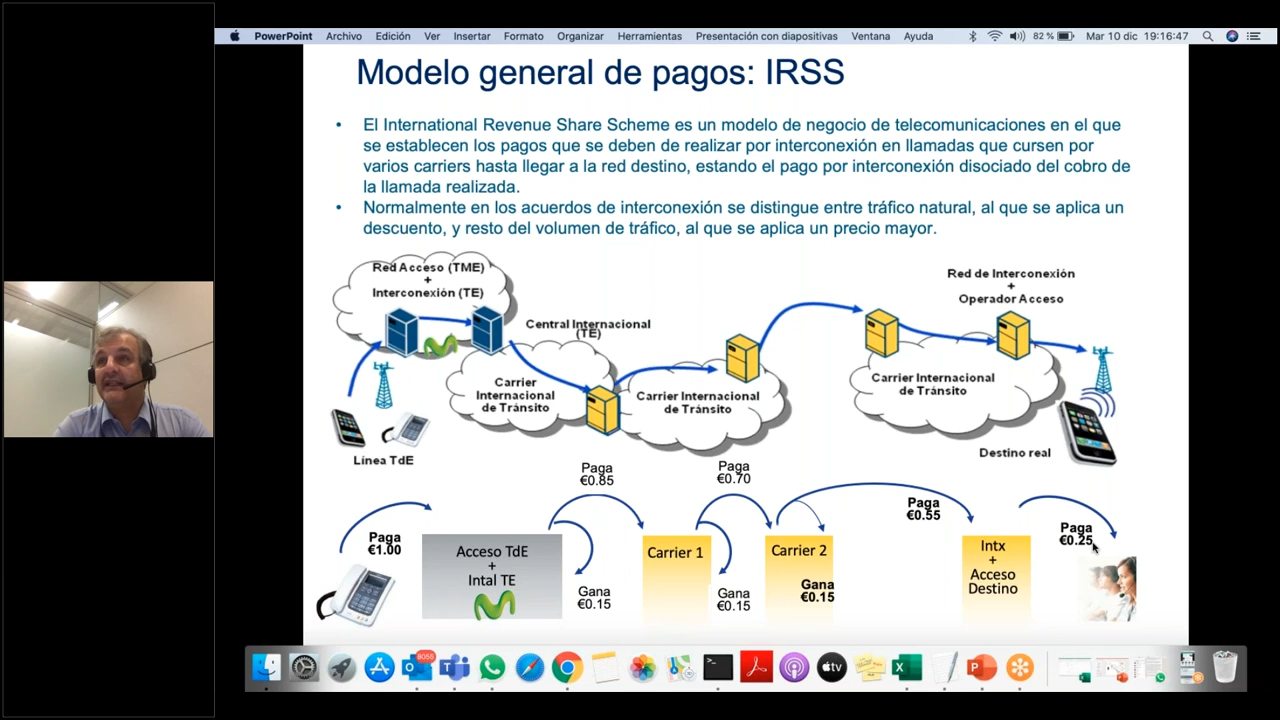 PowerPoint Archivo Edición Ver Insertar Formato Organizar Herramientas Presentación con diapositivas Ventana Ayuda 82 % Mar 10 dic 19:16:47
Modelo general de pagos: IRSS
• El International Revenue Share Scheme es un modelo de negocio de telecomunicaciones en el que
se establecen los pagos que se deben de realizar por interconexión en llamadas que cursen por
varios carriers hasta llegar a la red destino, estando el pago por interconexión disociado del cobro de
la llamada realizada.
• Normalmente en los acuerdos de interconexión se distingue entre tráfico natural, al que se aplica un
descuento, y resto del volumen de tráfico, al que se aplica un precio mayor.
Red Acceso (TME)
+
Interconexión (TE)
Central Internacional
(TE)
Red de Interconexión
+
Operador Acceso
Carrier
Internacional
de Tránsito
Carrier Internacional
de Tránsito
Carrier Internacional
de Tránsito
Línea TdE
Destino real
Paga
€0.85
Paga
€0.70
Paga
€0.55
Paga
€0.25
Paga
€1.00
Acceso TdE
+
Intal TE
Gana
€0.15
Carrier 1
Gana
€0.15
Carrier 2
Gana
€0.15
Intx
+
Acceso
Destino
8055
tv